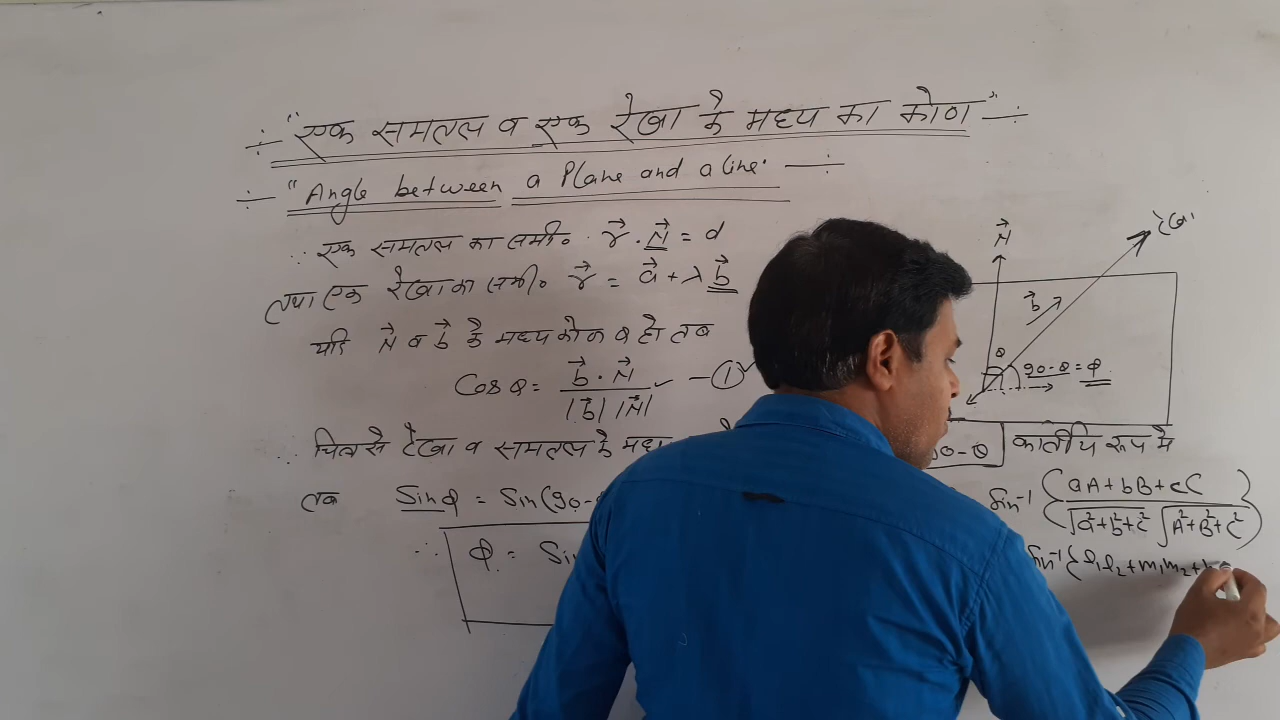 "एक समतल व एक रेखा के मध्य का कोण"
"Angle between a Plane and a line."
∴ एक समतल का समी० r⃗ . N⃗ = d
तथा एक रेखा का समी० r⃗ = a⃗ + λ b⃗
यदि N⃗ व b⃗ के मध्य कोण θ हो तब
Cos θ = b⃗ . N⃗ / |b⃗| |N⃗| — ①
∴ चित्र से रेखा व समतल के मध्य
तब Sin φ = Sin(90-
∴ φ = Sin
N⃗
रेखा
b⃗
θ
90-θ = φ
90-θ कार्तीय रूप में
Sin⁻¹ { aA+bB+cC / √a²+b²+c² √A²+B²+C² }
Sin⁻¹ { l₁l₂+m₁m₂+